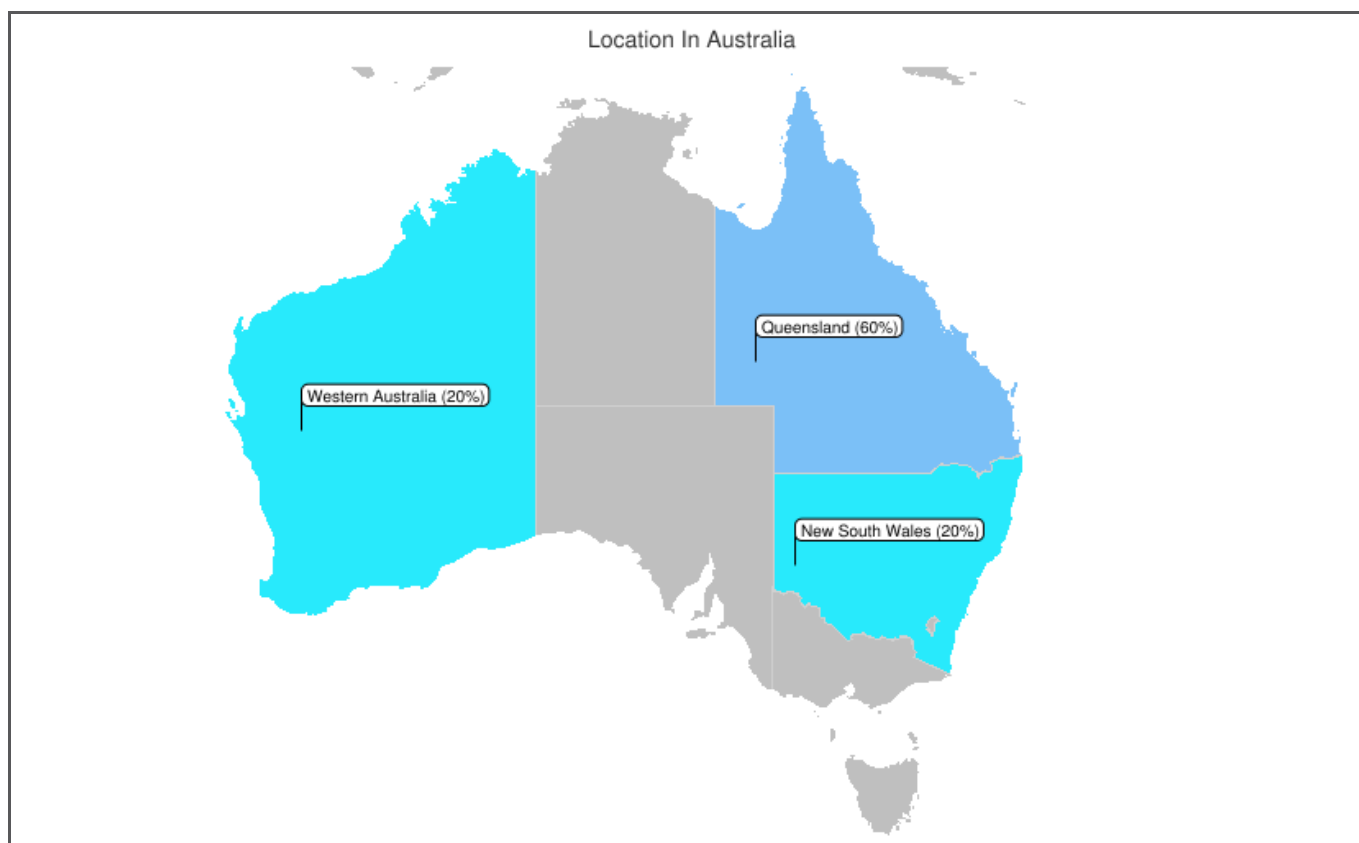 Location In Australia
Queensland (60%)
Western Australia (20%)
New South Wales (20%)